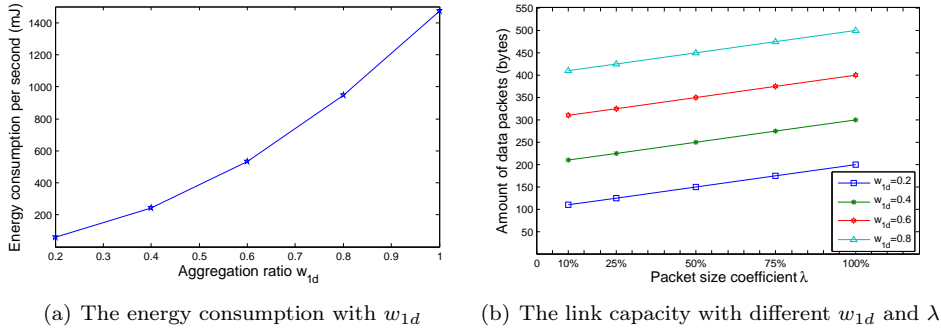 1400
1200
1000
800
600
400
200
0.2 0.3 0.4 0.5 0.6 0.7 0.8 0.9 1
Energy consumption per second (mJ)
Aggregation ratio w1d
550
500
450
400
350
300
250
200
150
100
50
0 10% 25% 50% 75% 100%
Amount of data packets (bytes)
Packet size coefficient λ
w1d=0.2
w1d=0.4
w1d=0.6
w1d=0.8
(a) The energy consumption with w1d
(b) The link capacity with different w1d and λ